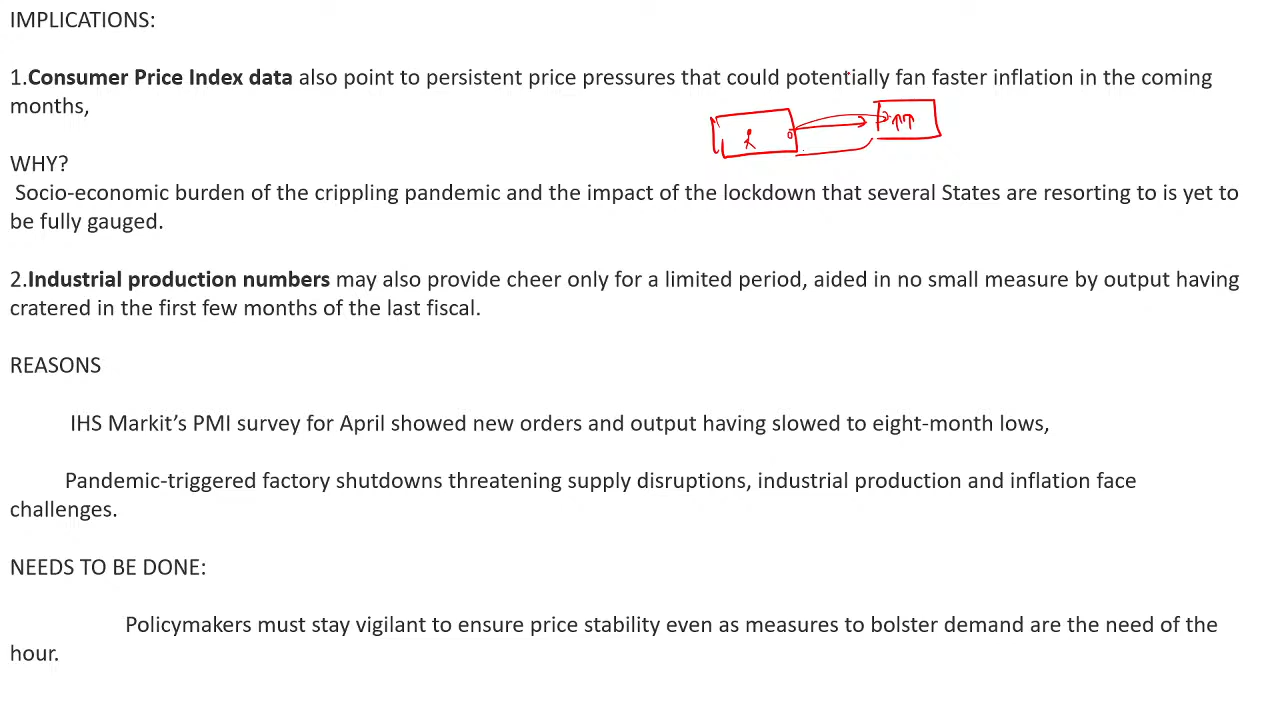 IMPLICATIONS:
1.Consumer Price Index data also point to persistent price pressures that could potentially fan faster inflation in the coming
months,
WHY?
Socio-economic burden of the crippling pandemic and the impact of the lockdown that several States are resorting to is yet to
be fully gauged.
2.Industrial production numbers may also provide cheer only for a limited period, aided in no small measure by output having
cratered in the first few months of the last fiscal.
REASONS
IHS Markit’s PMI survey for April showed new orders and output having slowed to eight-month lows,
Pandemic-triggered factory shutdowns threatening supply disruptions, industrial production and inflation face
challenges.
NEEDS TO BE DONE:
Policymakers must stay vigilant to ensure price stability even as measures to bolster demand are the need of the
hour.